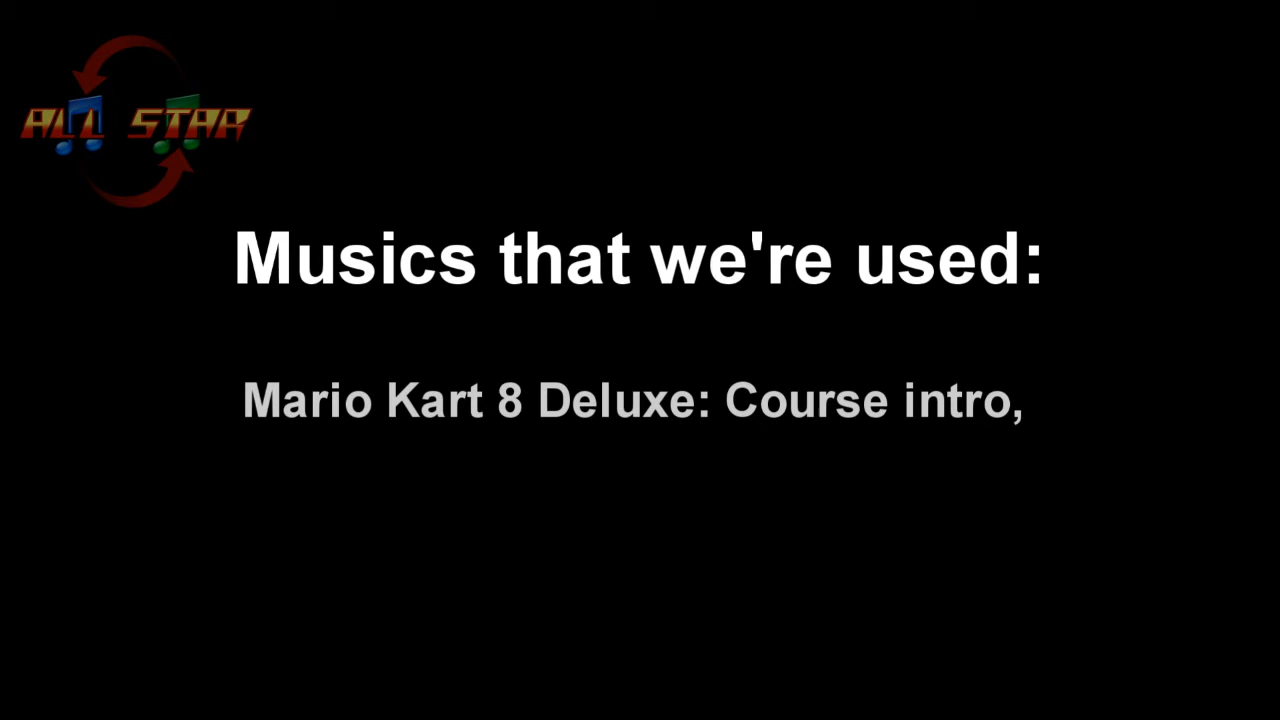 ALL STAR
Musics that we're used:
Mario Kart 8 Deluxe: Course intro,